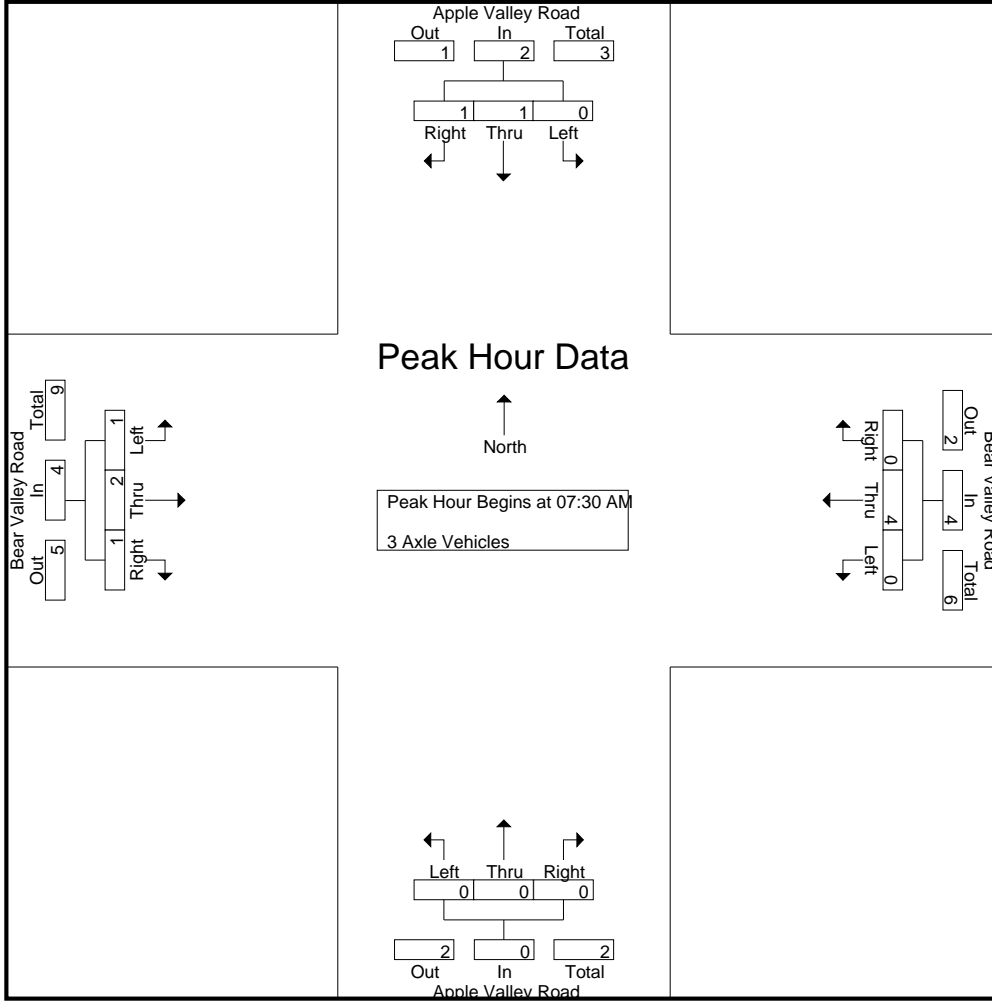 Apple Valley Road
Out In Total
1 2 3
1 1 0
Right Thru Left
Peak Hour Data
North
Peak Hour Begins at 07:30 AM
3 Axle Vehicles
Bear Valley Road
Total In Out
9 4 5
1 2 1
Left Thru Right
Right Thru Left
0 4 0
Out In Total
2 4 6
Bear Valley Road
Left Thru Right
0 0 0
2 0 2
Out In Total
Apple Valley Road